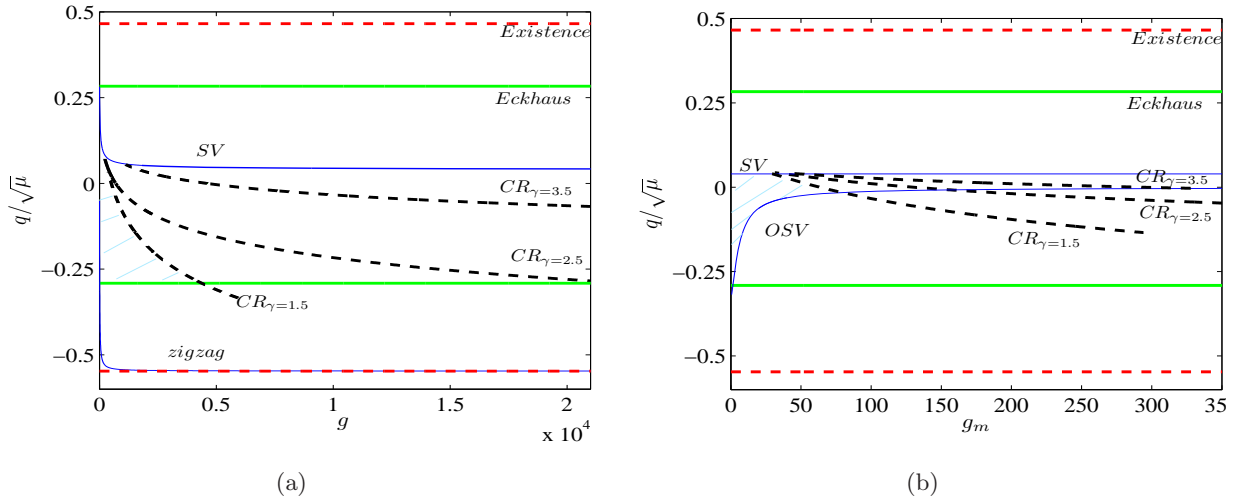 0.5
Existence
Eckhaus
0.25
SV
0
CR_{γ=3.5}
q/√μ
CR_{γ=2.5}
−0.25
CR_{γ=1.5}
zigzag
−0.5
0 0.5 1 1.5 2
g
x 10^4
(a)
0.5
Existence
Eckhaus
0.25
SV
0
CR_{γ=3.5}
q/√μ
CR_{γ=2.5}
OSV
CR_{γ=1.5}
−0.25
−0.5
0 50 100 150 200 250 300 35
g_m
(b)